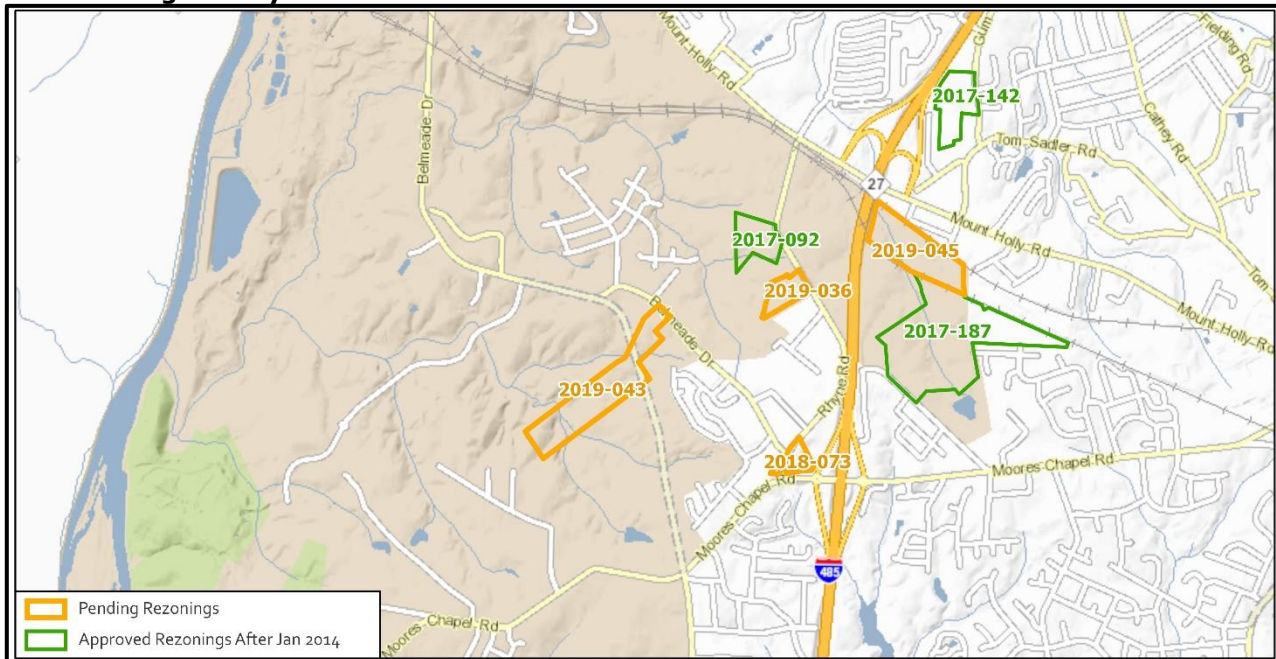 Belmeade-Dr
Mount-Holly-Rd
Gum
Fielding-Rd
2017-142
Cathey-Rd
Tom-Sadler-Rd
27
Mount-Holly-Rd
2017-092
2019-045
Tom
2019-036
Belmeade-Dr
2017-187
Mount-Holly-Rd
2019-043
Rhyne-Rd
2018-073
Moores-Chapel-Rd
Moores-Chapel-Rd
485
Pending Rezonings
Approved Rezonings After Jan 2014
Moores-Chapel-Rd